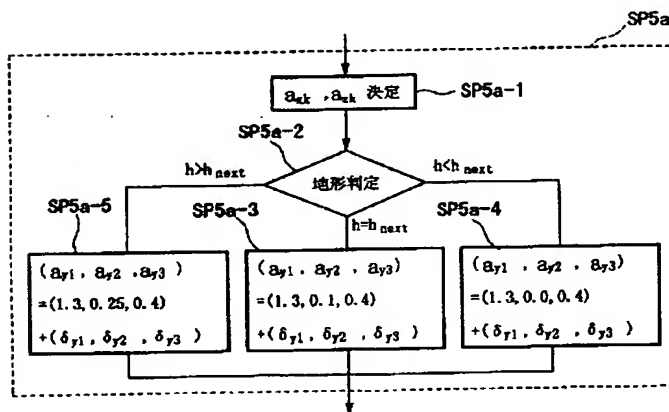 SP5a
a_xk , a_zk 决定
SP5a-1
SP5a-2
h>h_next
地形判定
h<h_next
SP5a-5
SP5a-3
h=h_next
SP5a-4
(a_y1, a_y2 ,a_y3 )
=(1.3,0.25,0.4)
+(δ_y1, δ_y2 , δ_y3 )
(a_y1 , a_y2 , a_y3)
=(1.3,0.1,0.4)
+(δ_y1, δ_y2 , δ_y3 )
(a_y1 , a_y2 , a_y3)
=(1.3,0.0,0.4)
+(δ_y1, δ_y2 , δ_y3 )